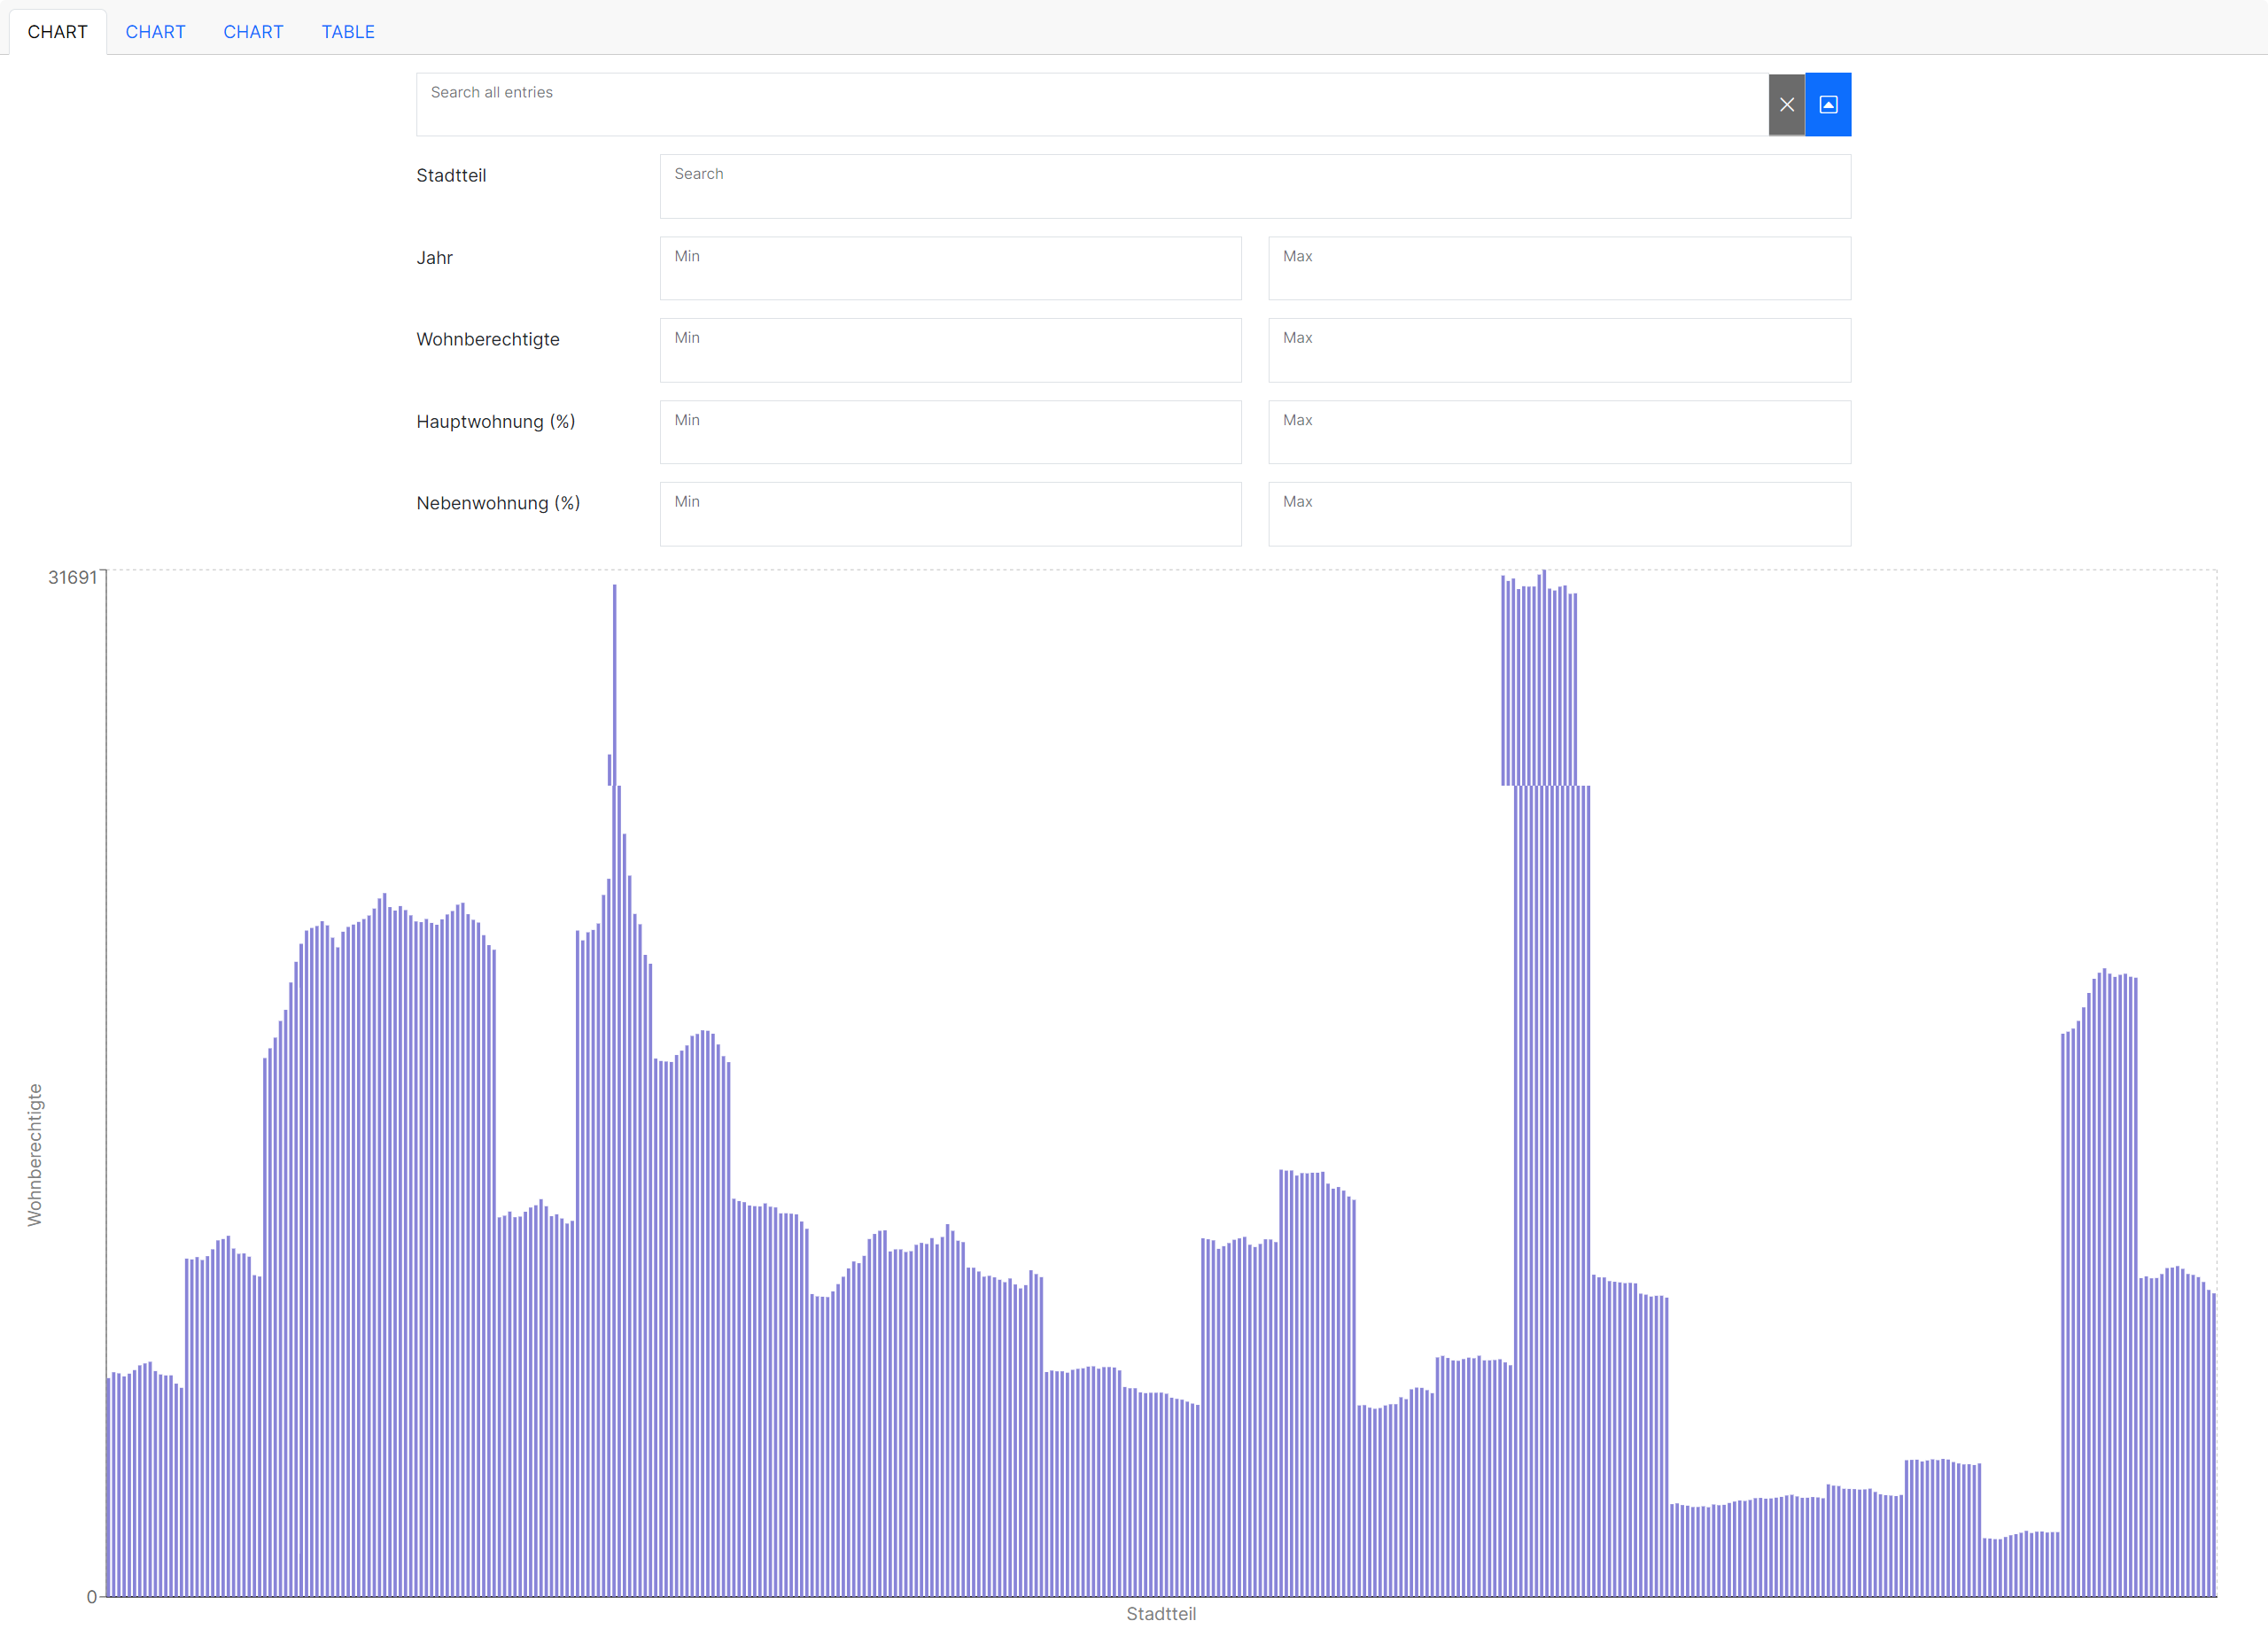 CHART CHART CHART TABLE
Search all entries
Stadtteil Search
Jahr Min Max
Wohnberechtigte Min Max
Hauptwohnung (%) Min Max
Nebenwohnung (%) Min Max
31691
Wohnberechtigte
0
Stadtteil